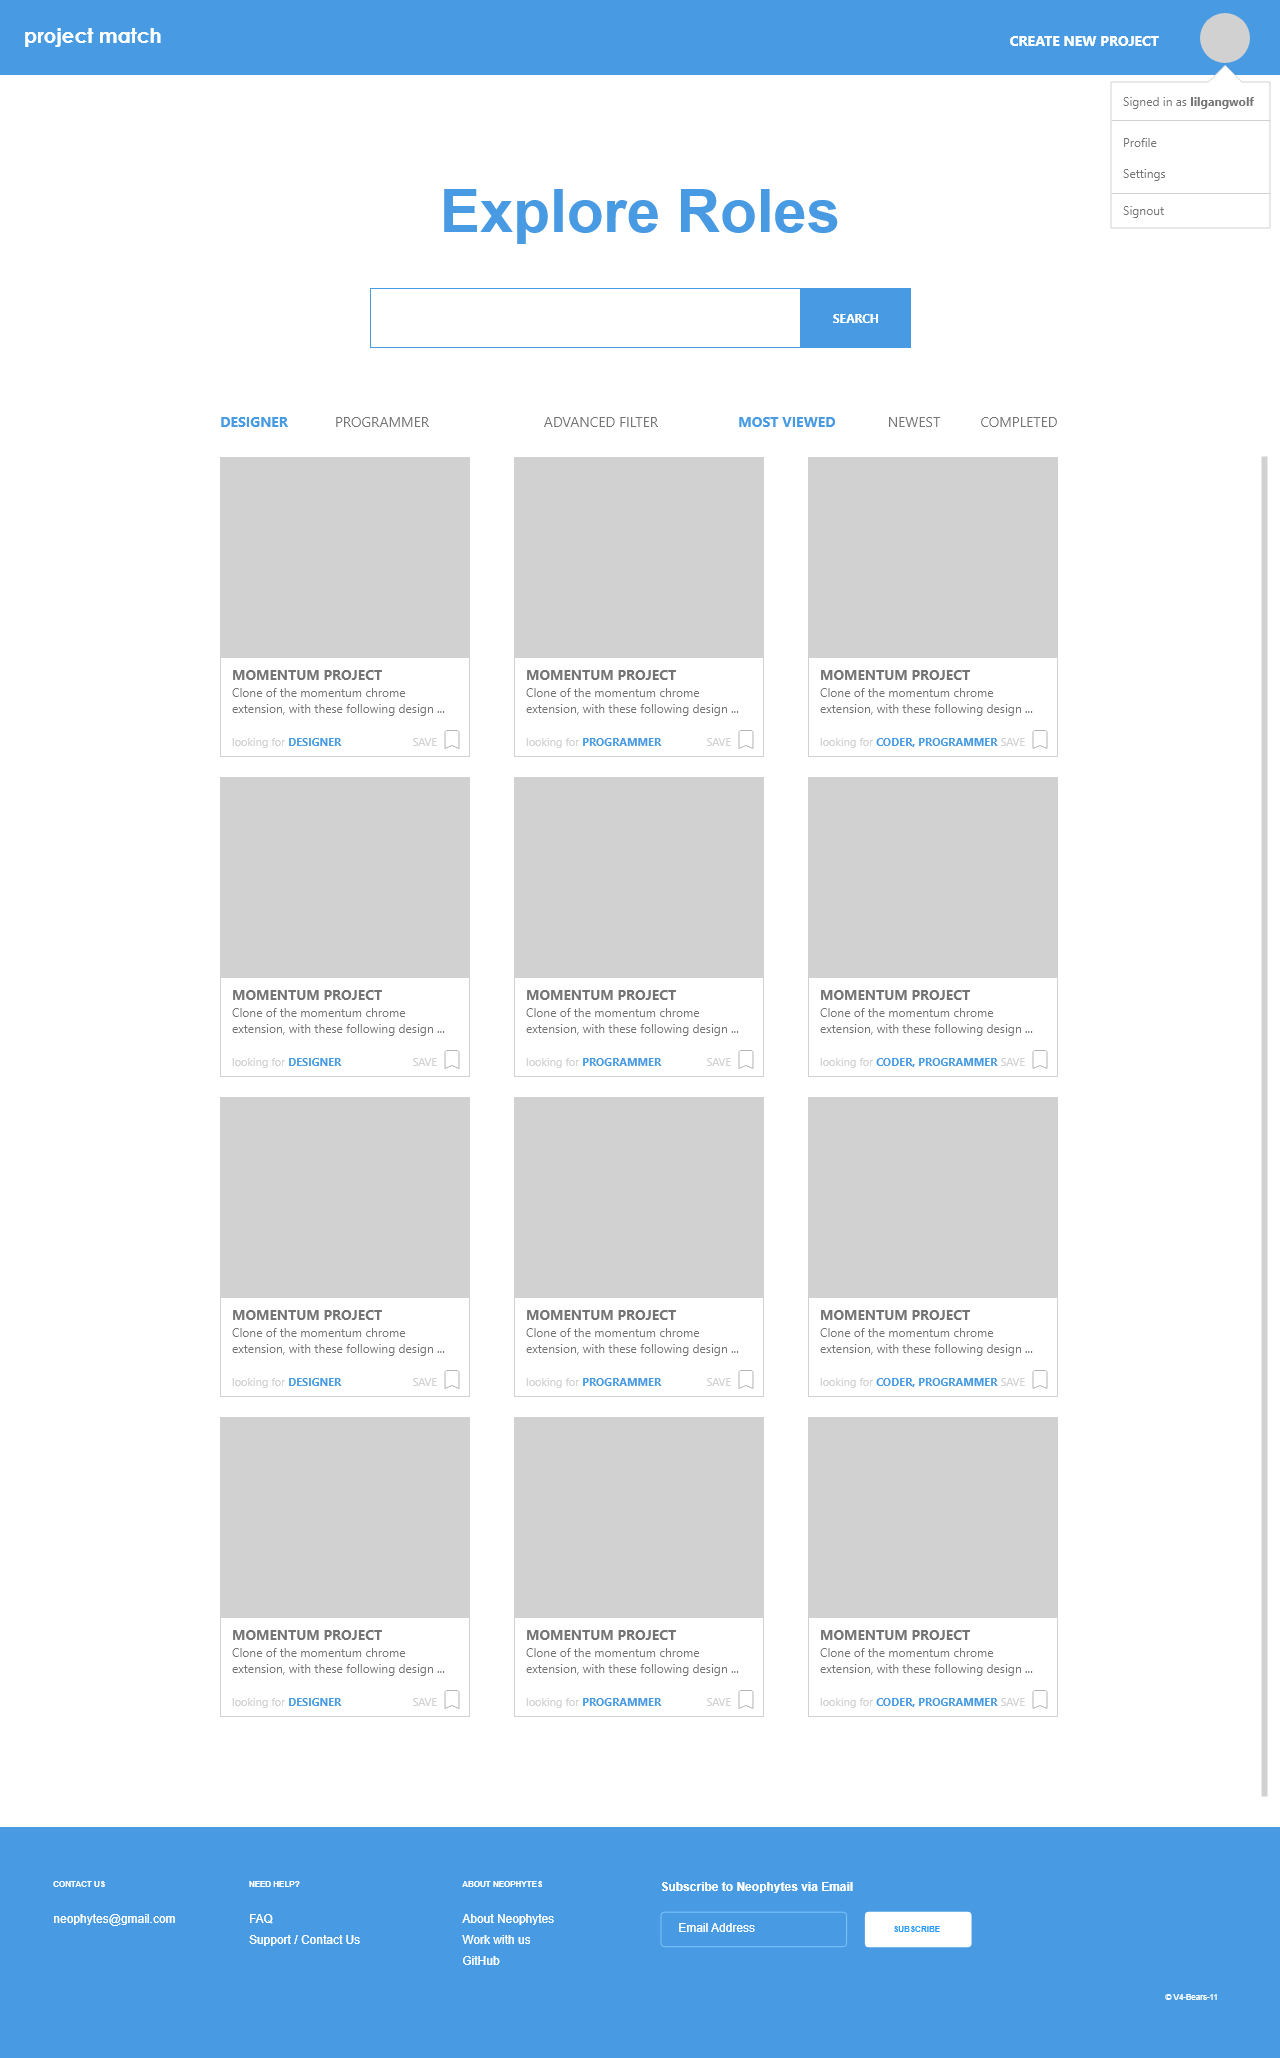 project match
CREATE NEW PROJECT
Signed in as lilgangwolf
Profile
Settings
Signout
Explore Roles
SEARCH
DESIGNER PROGRAMMER ADVANCED FILTER MOST VIEWED NEWEST COMPLETED
MOMENTUM PROJECT
Clone of the momentum chrome
extension, with these following design ...
looking for DESIGNER SAVE
MOMENTUM PROJECT
Clone of the momentum chrome
extension, with these following design ...
looking for PROGRAMMER SAVE
MOMENTUM PROJECT
Clone of the momentum chrome
extension, with these following design ...
looking for CODER, PROGRAMMER SAVE
MOMENTUM PROJECT
Clone of the momentum chrome
extension, with these following design ...
looking for DESIGNER SAVE
MOMENTUM PROJECT
Clone of the momentum chrome
extension, with these following design ...
looking for PROGRAMMER SAVE
MOMENTUM PROJECT
Clone of the momentum chrome
extension, with these following design ...
looking for CODER, PROGRAMMER SAVE
MOMENTUM PROJECT
Clone of the momentum chrome
extension, with these following design ...
looking for DESIGNER SAVE
MOMENTUM PROJECT
Clone of the momentum chrome
extension, with these following design ...
looking for PROGRAMMER SAVE
MOMENTUM PROJECT
Clone of the momentum chrome
extension, with these following design ...
looking for CODER, PROGRAMMER SAVE
MOMENTUM PROJECT
Clone of the momentum chrome
extension, with these following design ...
looking for DESIGNER SAVE
MOMENTUM PROJECT
Clone of the momentum chrome
extension, with these following design ...
looking for PROGRAMMER SAVE
MOMENTUM PROJECT
Clone of the momentum chrome
extension, with these following design ...
looking for CODER, PROGRAMMER SAVE
CONTACT US
neophytes@gmail.com
NEED HELP?
FAQ
Support / Contact Us
ABOUT NEOPHYTES
About Neophytes
Work with us
GitHub
Subscribe to Neophytes via Email
Email Address
SUBSCRIBE
© V4-Bears-11